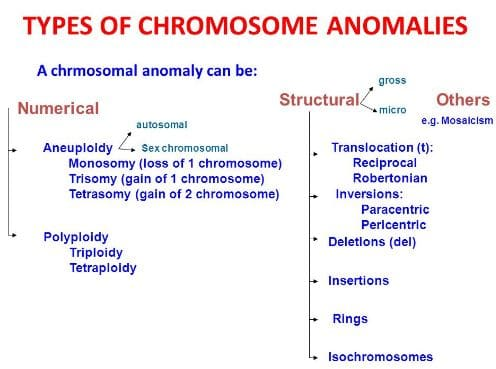 TYPES OF CHROMOSOME ANOMALIES
A chrmosomal anomaly can be:
Numerical
autosomal
Aneuploidy
Sex chromosomal
Monosomy (loss of 1 chromosome)
Trisomy (gain of 1 chromosome)
Tetrasomy (gain of 2 chromosome)
Polyploidy
Triploidy
Tetraploidy
gross
Structural
micro
Translocation (t):
Reciprocal
Robertonian
Inversions:
Paracentric
Pericentric
Deletions (del)
Insertions
Rings
Isochromosomes
Others
e.g. Mosaicism